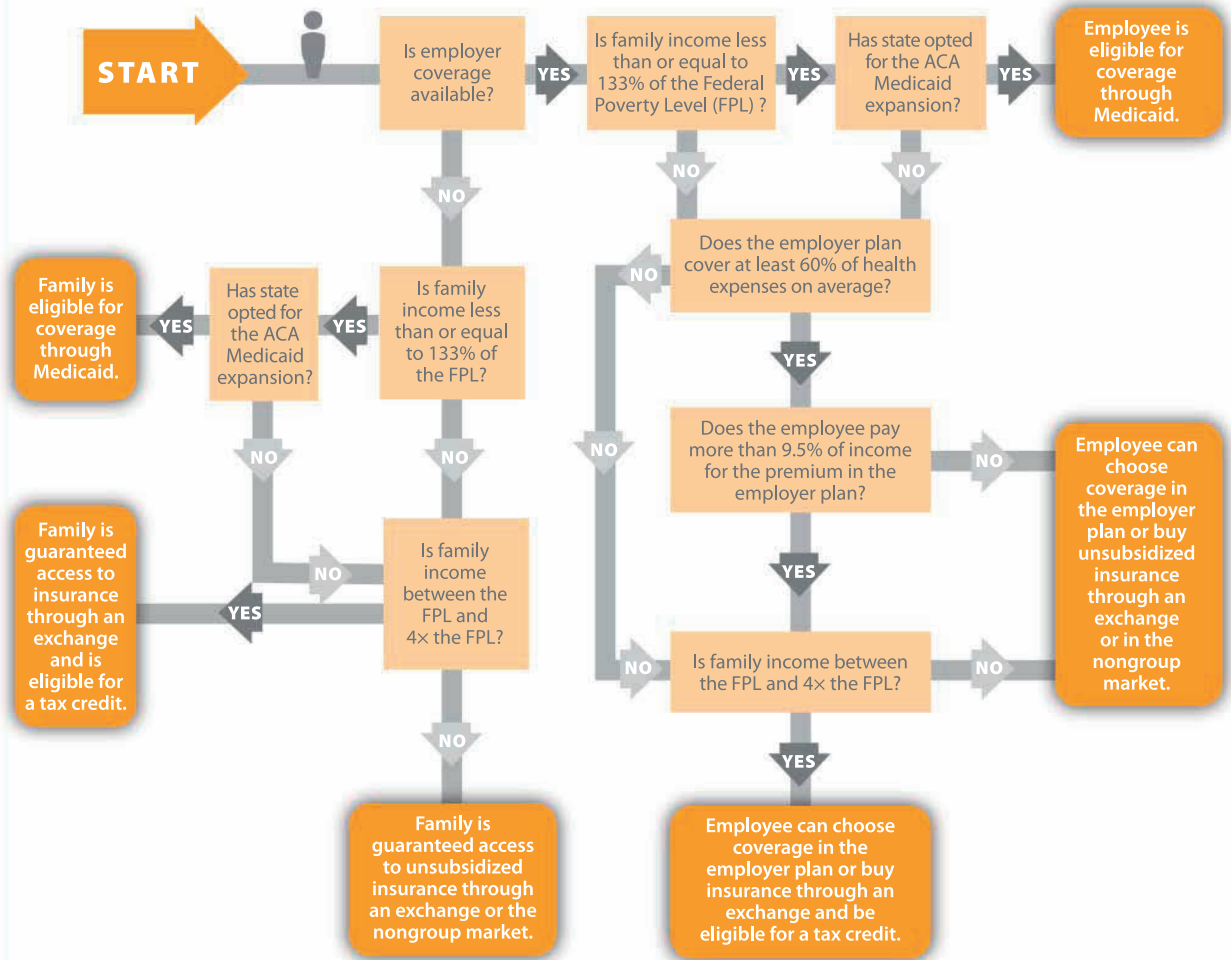 START
Is employer
coverage
available?
YES
Is family income less
than or equal to
133% of the Federal
Poverty Level (FPL) ?
YES
Has state opted
for the ACA
Medicaid
expansion?
YES
Employee is
eligible for
coverage
through
Medicaid.
NO
NO
NO
Family is
eligible for
coverage
through
Medicaid.
YES
Has state
opted for
the ACA
Medicaid
expansion?
YES
Is family
income less
than or equal
to 133% of
the FPL?
NO
Does the employer plan
cover at least 60% of health
expenses on average?
YES
NO
NO
NO
Does the employee pay
more than 9.5% of income
for the premium in the
employer plan?
NO
Employee can
choose
coverage in
the employer
plan or buy
unsubsidized
insurance
through an
exchange
or in the
nongroup
market.
Family is
guaranteed
access to
insurance
through an
exchange
and is
eligible for
a tax credit.
NO
YES
Is family
income
between the
FPL and
4× the FPL?
YES
NO
Is family income between
the FPL and 4× the FPL?
NO
NO
YES
Family is
guaranteed access
to unsubsidized
insurance through
an exchange or the
nongroup market.
Employee can choose
coverage in the
employer plan or buy
insurance through an
exchange and be
eligible for a tax credit.